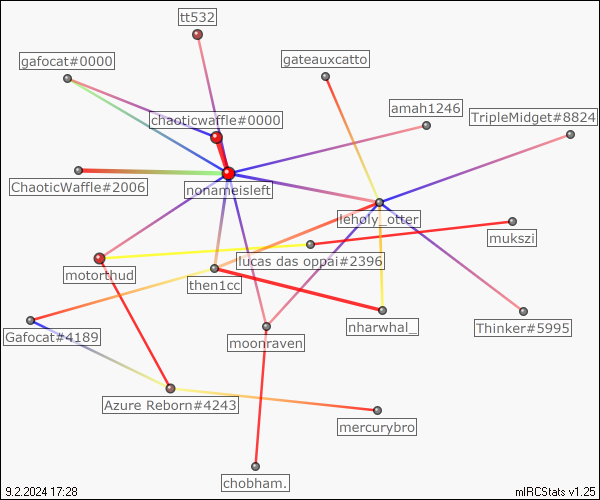 tt532
gafocat#0000
gateauxcatto
amah1246
TripleMidget#8824
chaoticwaffle#0000
ChaoticWaffle#2006
nonameisleft
leholy_otter
mukszi
lucas das oppai#2396
motorthud
then1cc
Gafocat#4189
nharwhal_
Thinker#5995
moonraven
Azure Reborn#4243
mercurybro
chobham.
9.2.2024 17:28
mIRCStats v1.25